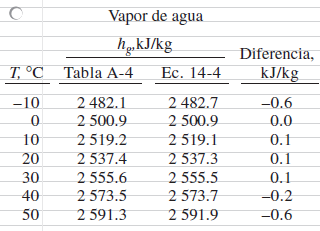 Vapor de agua
h_g, kJ/kg Diferencia,
T, °C Tabla A-4 Ec. 14-4 kJ/kg
−10 2 482.1 2 482.7 −0.6
0 2 500.9 2 500.9 0.0
10 2 519.2 2 519.1 0.1
20 2 537.4 2 537.3 0.1
30 2 555.6 2 555.5 0.1
40 2 573.5 2 573.7 −0.2
50 2 591.3 2 591.9 −0.6